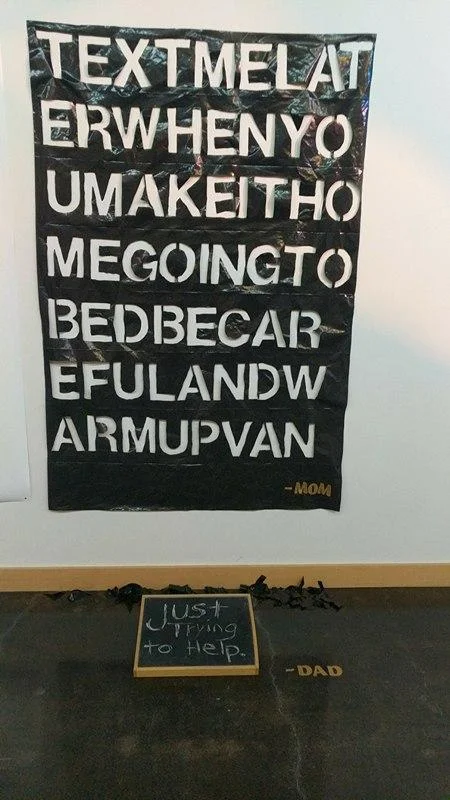 TEXTMELAT
ERWHENYO
UMAKEITHO
MEGOINGTO
BEDBECAR
EFULANDW
ARMUPVAN
-MOM
Just
Trying
to Help.
-DAD